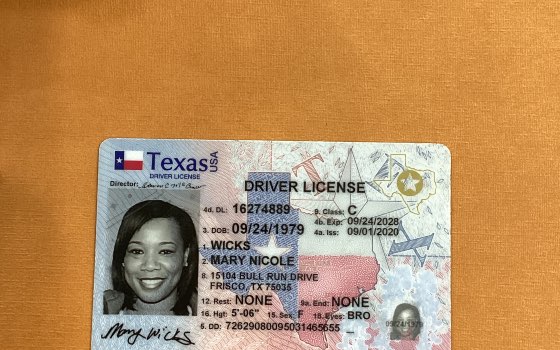 Texas USA
DRIVER LICENSE
Director:
DRIVER LICENSE
4d. DL: 16274889 9. Class: C
4b. Exp: 09/24/2028
3. DOB: 09/24/1979 4a. Iss: 09/01/2020
1. WICKS
2. MARY NICOLE
8. 15104 BULL RUN DRIVE
FRISCO, TX 75035
12. Rest: NONE 9a. End: NONE
16. Hgt: 5'-06" 15. Sex: F 18. Eyes: BRO
5. DD: 72629080095031465655
Mary Wicks
09/24/1979